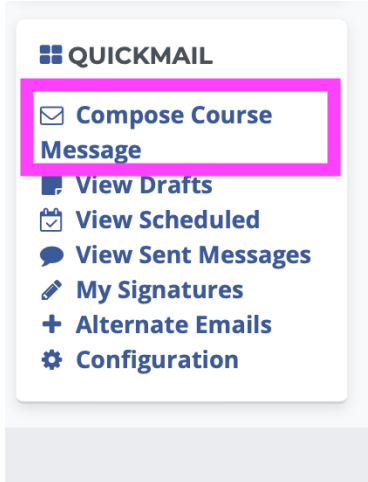 QUICKMAIL
Compose Course
Message
View Drafts
View Scheduled
View Sent Messages
My Signatures
Alternate Emails
Configuration